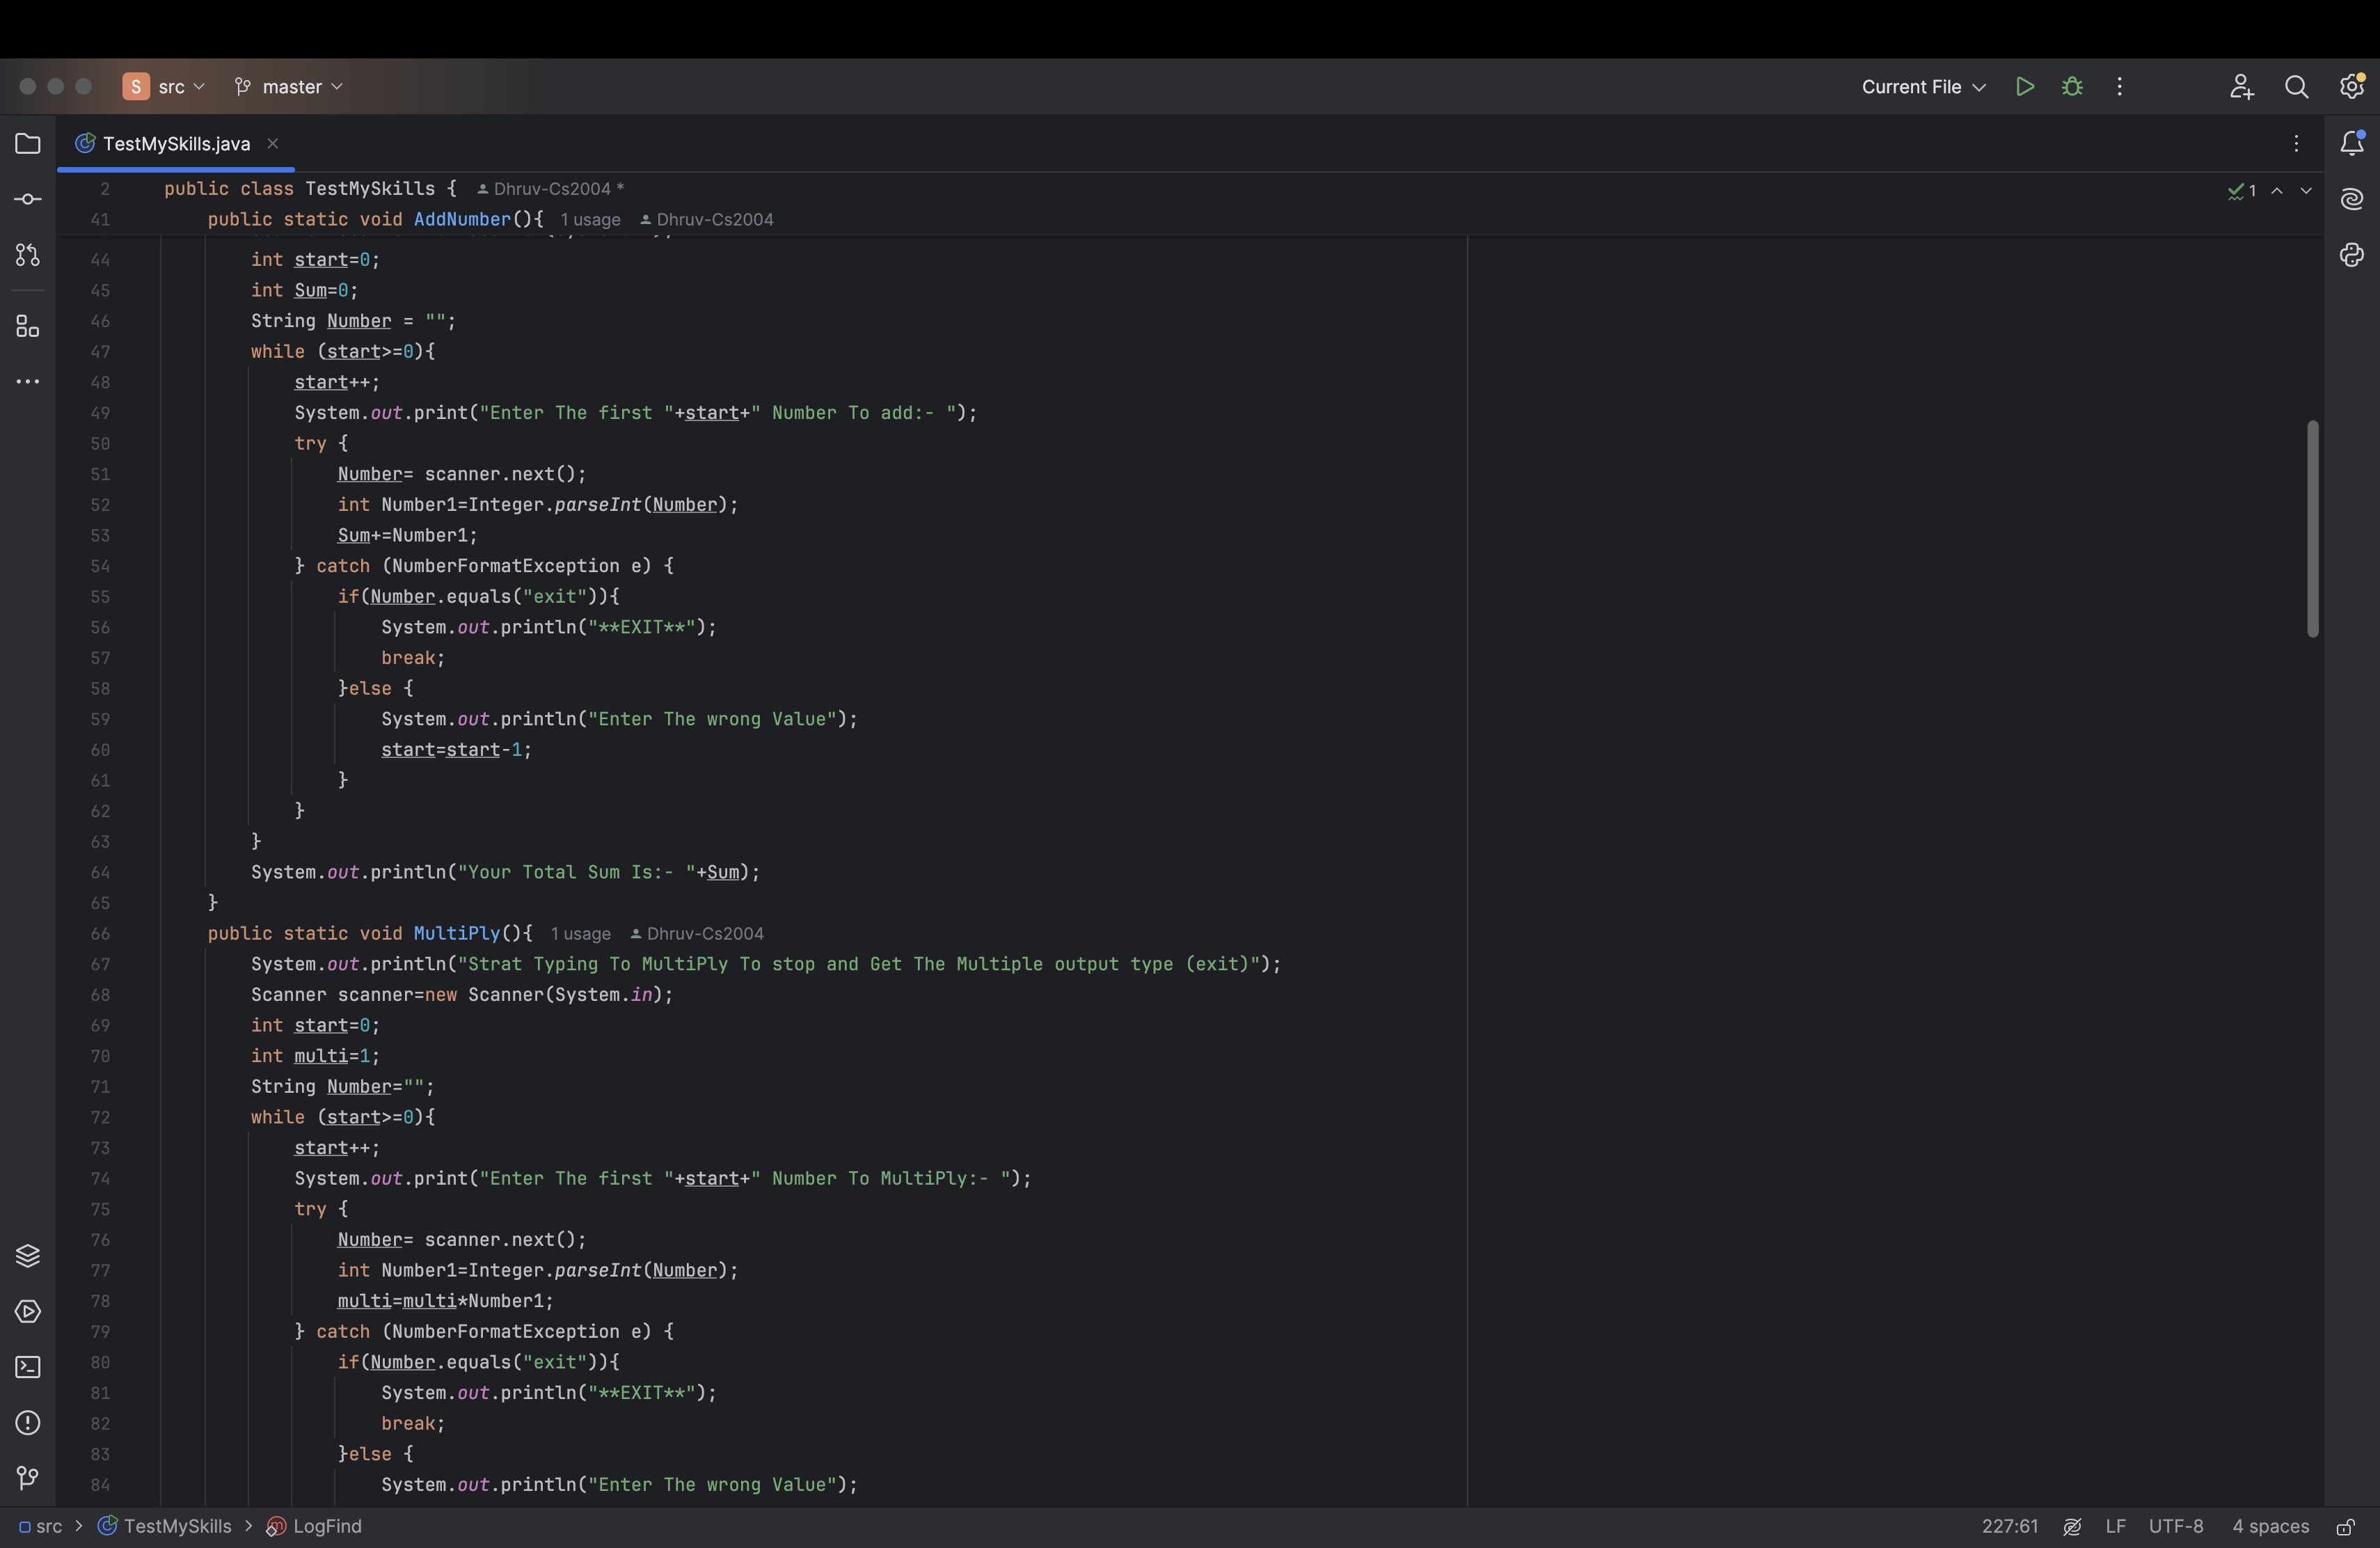 S src master Current File
TestMySkills.java
2 public class TestMySkills { Dhruv-Cs2004 * 1
41 public static void AddNumber(){ 1 usage Dhruv-Cs2004
44 int start=0;
45 int Sum=0;
46 String Number = "";
47 while (start>=0){
48 start++;
49 System.out.print("Enter The first "+start+" Number To add:- ");
50 try {
51 Number= scanner.next();
52 int Number1=Integer.parseInt(Number);
53 Sum+=Number1;
54 } catch (NumberFormatException e) {
55 if(Number.equals("exit")){
56 System.out.println("**EXIT**");
57 break;
58 }else {
59 System.out.println("Enter The wrong Value");
60 start=start-1;
61 }
62 }
63 }
64 System.out.println("Your Total Sum Is:- "+Sum);
65 }
66 public static void MultiPly(){ 1 usage Dhruv-Cs2004
67 System.out.println("Strat Typing To MultiPly To stop and Get The Multiple output type (exit)");
68 Scanner scanner=new Scanner(System.in);
69 int start=0;
70 int multi=1;
71 String Number="";
72 while (start>=0){
73 start++;
74 System.out.print("Enter The first "+start+" Number To MultiPly:- ");
75 try {
76 Number= scanner.next();
77 int Number1=Integer.parseInt(Number);
78 multi=multi*Number1;
79 } catch (NumberFormatException e) {
80 if(Number.equals("exit")){
81 System.out.println("**EXIT**");
82 break;
83 }else {
84 System.out.println("Enter The wrong Value");
src > TestMySkills > LogFind 227:61 LF UTF-8 4 spaces